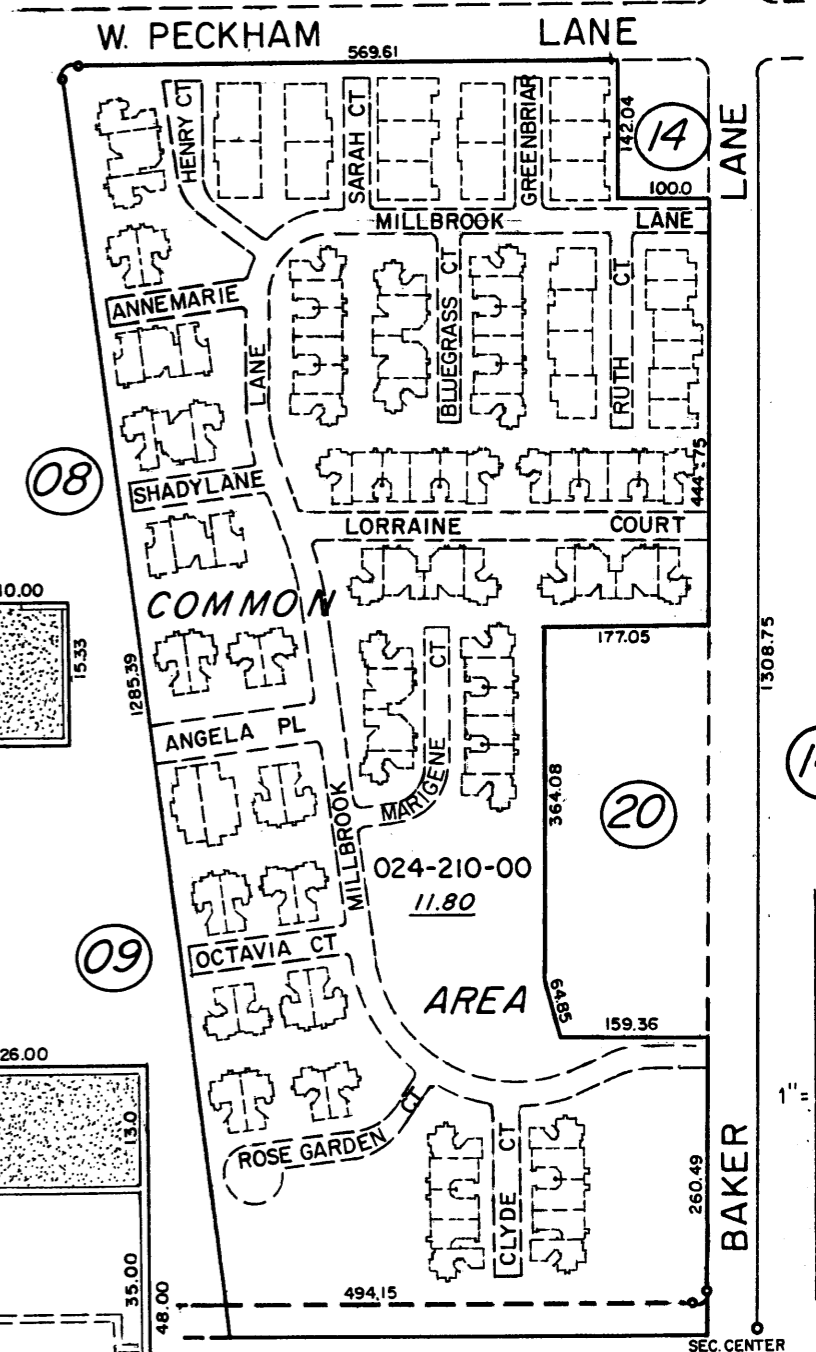 W. PECKHAM LANE
569.61
HENRY CT
SARAH CT
GREENBRIAR
142.04
14
LANE
100.0
MILLBROOK LANE
ANNEMARIE
LANE
BLUEGRASS CT
RUTH CT
08
SHADYLANE
444.75
LORRAINE COURT
COMMON
10.00
15.33
1285.39
177.05
1308.75
ANGELA PL
MARIGENE CT
MILLBROOK
364.08
20
024-210-00
11.80
OCTAVIA CT
09
AREA
64.85
159.36
26.00
13.0
1"=
ROSE GARDEN CT
CLYDE CT
260.49
BAKER
35.00
48.00
494.15
SEC. CENTER